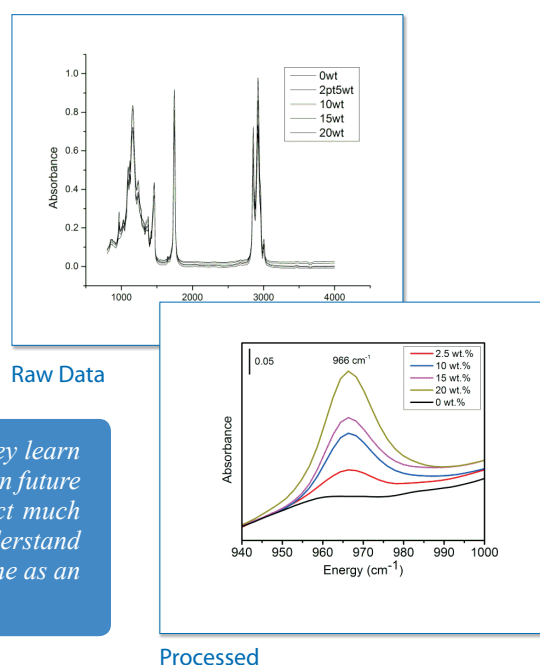 0wt
2pt5wt
10wt
15wt
20wt
1.0
0.8
0.6
0.4
0.2
0.0
Absorbance
1000 2000 3000 4000
Raw Data
0.05
966 cm⁻¹
2.5 wt.%
10 wt.%
15 wt.%
20 wt.%
0 wt.%
Absorbance
940 950 960 970 980 990 1000
Energy (cm⁻¹)
Processed
ey learn
n future
ct much
derstand
ne as an